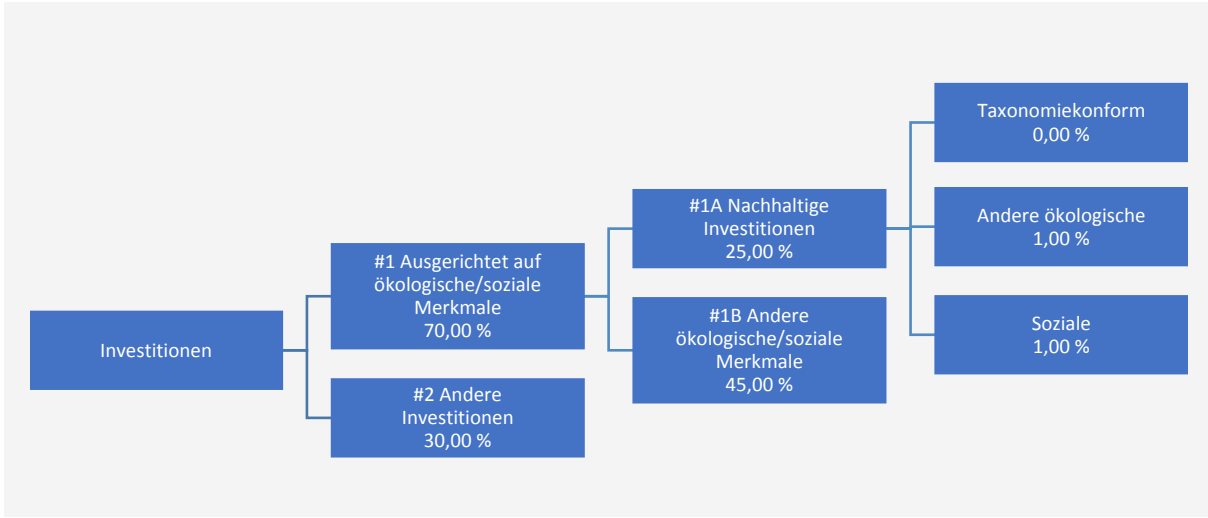 Investitionen
#1 Ausgerichtet auf
ökologische/soziale
Merkmale
70,00 %
#2 Andere
Investitionen
30,00 %
#1A Nachhaltige
Investitionen
25,00 %
#1B Andere
ökologische/soziale
Merkmale
45,00 %
Taxonomiekonform
0,00 %
Andere ökologische
1,00 %
Soziale
1,00 %